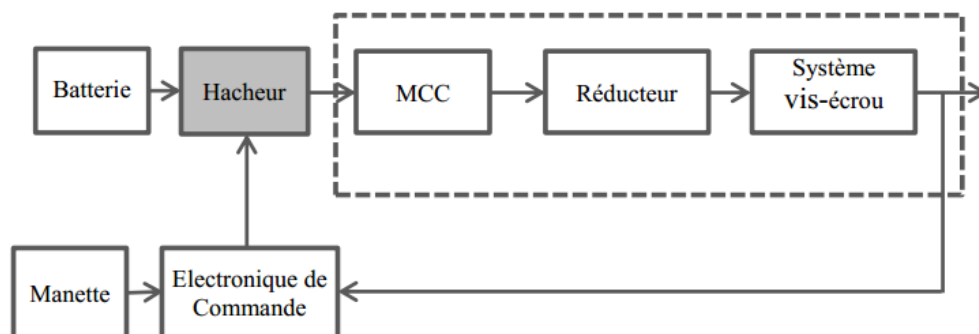 Batterie
Hacheur
MCC
Réducteur
Système
vis-écrou
Manette
Electronique de
Commande